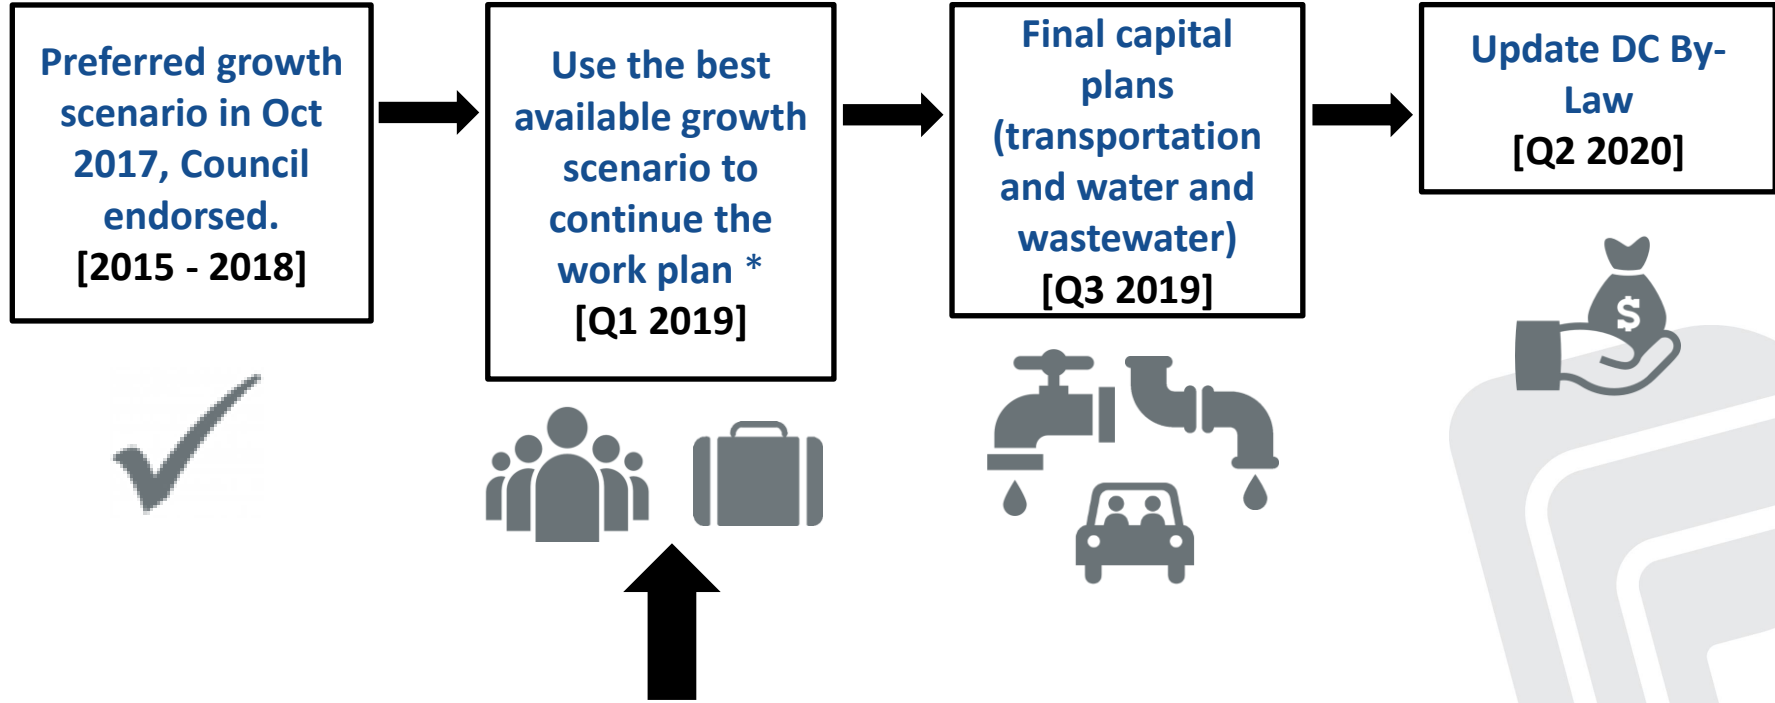 Preferred growth
scenario in Oct
2017, Council
endorsed.
[2015 - 2018]
Use the best
available growth
scenario to
continue the
work plan *
[Q1 2019]
Final capital
plans
(transportation
and water and
wastewater)
[Q3 2019]
Update DC By-
Law
[Q2 2020]
$